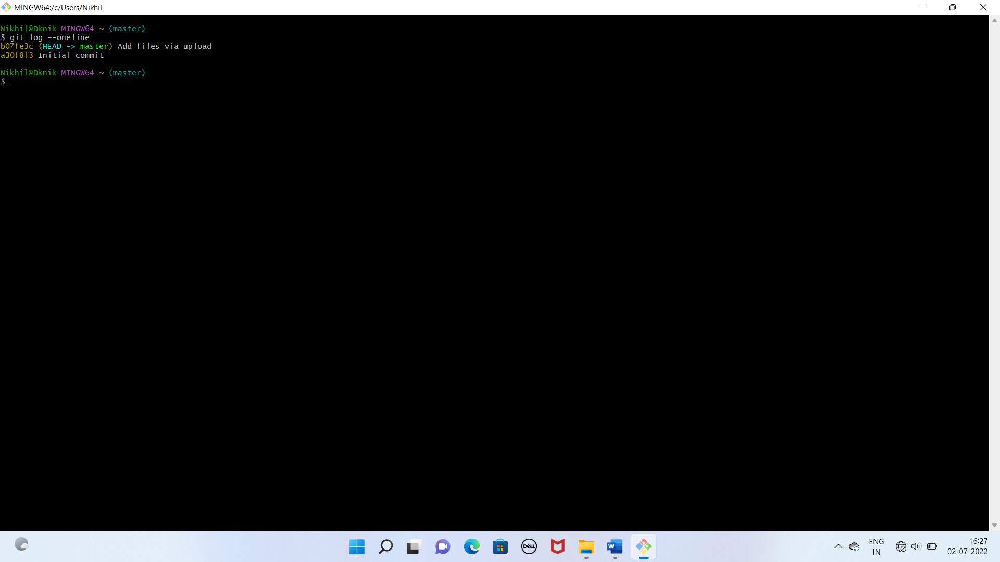 MINGW64:/c/Users/Nikhil
Nikhil@Dknik MINGW64 ~ (master)
$ git log --oneline
b07fe3c (HEAD -> master) Add files via upload
a30f8f3 Initial commit
Nikhil@Dknik MINGW64 ~ (master)
$
DELL
W
ENG
IN
16:27
02-07-2022